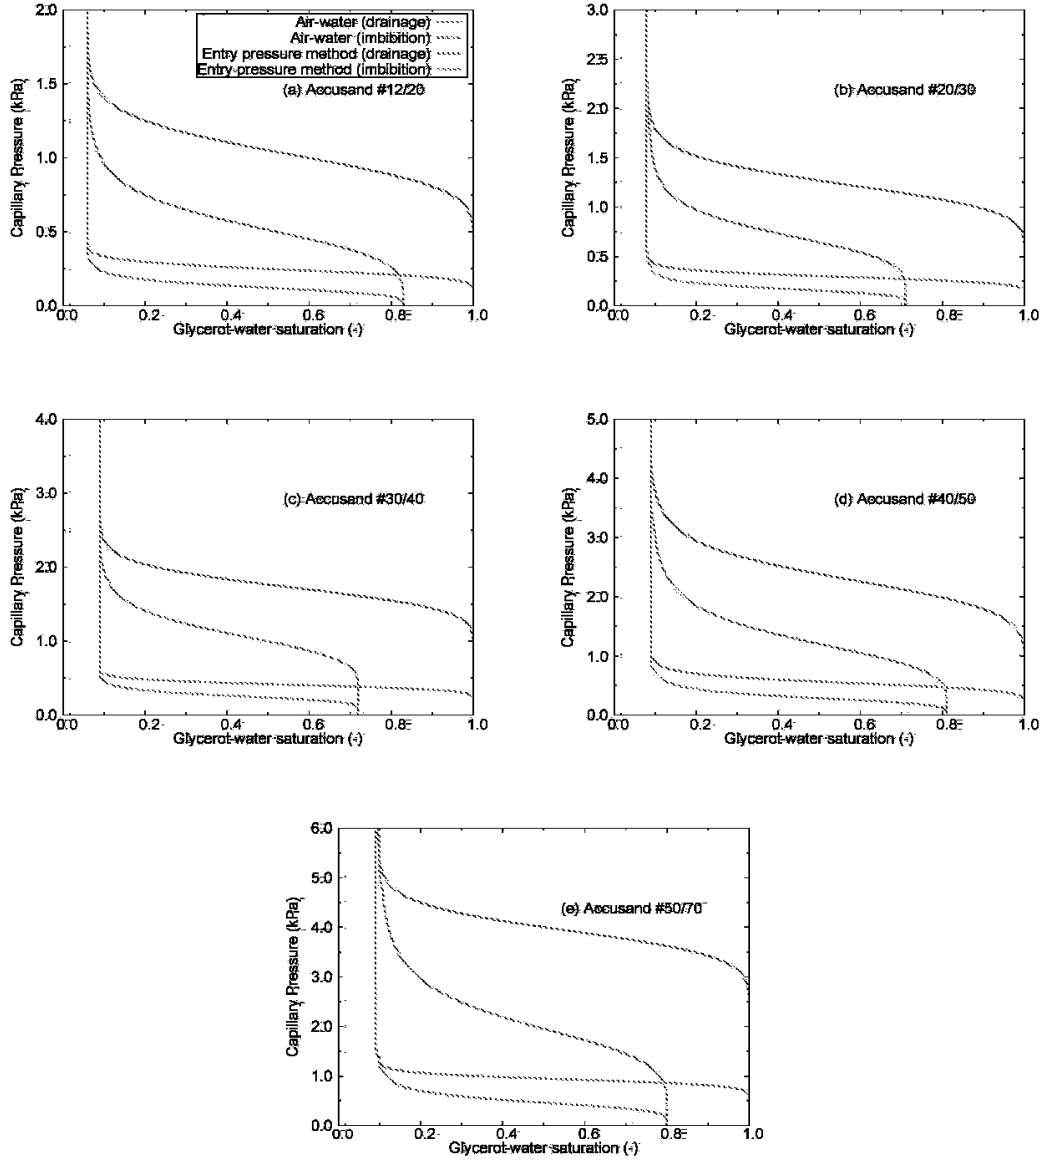 2.0
1.5
1.0
0.5
0.0
Capillary Pressure (kPa)
Air-water (drainage)
Air-water (imbibition)
Entry pressure method (drainage)
Entry pressure method (imbibition)
(a) Accusand #12/20
0.0 0.2 0.4 0.6 0.8 1.0
Glycerol-water saturation (-)
3.0
2.5
2.0
1.5
1.0
0.5
0.0
Capillary Pressure (kPa)
(b) Accusand #20/30
0.0 0.2 0.4 0.6 0.8 1.0
Glycerol-water saturation (-)
4.0
3.0
2.0
1.0
0.0
Capillary Pressure (kPa)
(c) Accusand #30/40
0.0 0.2 0.4 0.6 0.8 1.0
Glycerol-water saturation (-)
5.0
4.0
3.0
2.0
1.0
0.0
Capillary Pressure (kPa)
(d) Accusand #40/50
0.0 0.2 0.4 0.6 0.8 1.0
Glycerol-water saturation (-)
6.0
5.0
4.0
3.0
2.0
1.0
0.0
Capillary Pressure (kPa)
(e) Accusand #50/70
0.0 0.2 0.4 0.6 0.8 1.0
Glycerol-water saturation (-)